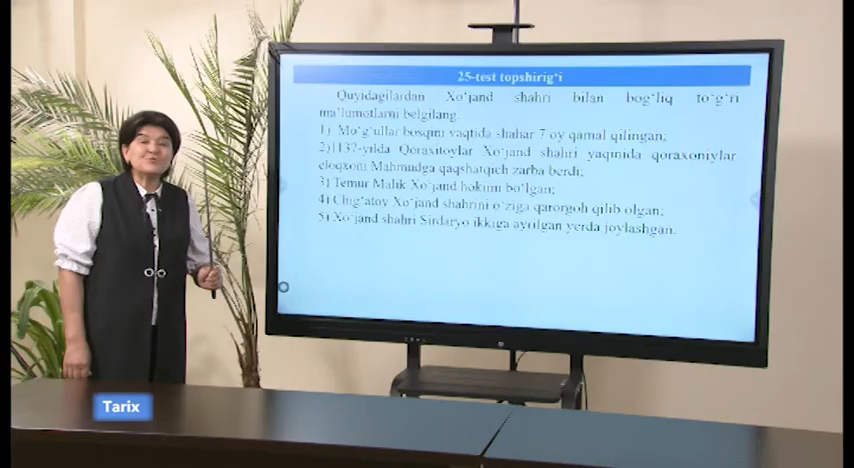 25-test topshirig‘i
Quyidagilardan Xo‘jand shahri bilan bog‘liq to‘g‘ri
ma’lumotlarni belgilang.
1) Mo‘g‘ullar bosqini vaqtida shahar 7 oy qamal qilingan;
2)1137-yilda Qoraxitoylar Xo‘jand shahri yaqinida qoraxoniylar
eloqxoni Mahmudga qaqshatqich zarba berdi;
3) Temur Malik Xo‘jand hokimi bo‘lgan;
4) Chig‘atoy Xo‘jand shahrini o‘ziga qarorgoh qilib olgan;
5) Xo‘jand shahri Sirdaryo ikkiga ayrilgan yerda joylashgan.
Tarix